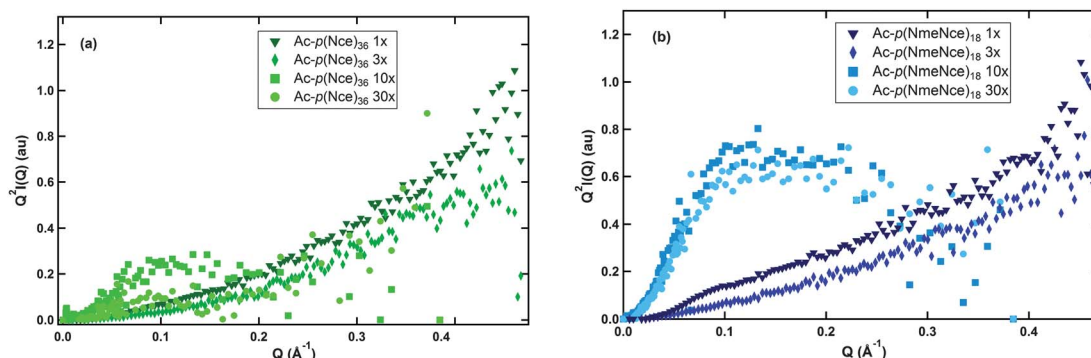 (a)
Ac-p(Nce)36 1x
Ac-p(Nce)36 3x
Ac-p(Nce)36 10x
Ac-p(Nce)36 30x
1.2
1.0
0.8
0.6
0.4
0.2
0.0
Q²I(Q) (au)
0.0 0.1 0.2 0.3 0.4
Q (Å⁻¹)
(b)
Ac-p(NmeNce)18 1x
Ac-p(NmeNce)18 3x
Ac-p(NmeNce)18 10x
Ac-p(NmeNce)18 30x
1.2
1.0
0.8
0.6
0.4
0.2
0.0
Q²I(Q) (au)
0.0 0.1 0.2 0.3 0.4
Q (Å⁻¹)